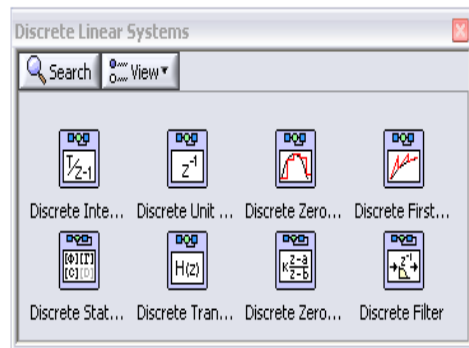 Discrete Linear Systems
Search View
T/z-1 z⁻¹
Discrete Inte... Discrete Unit ... Discrete Zero... Discrete First...
[Φ][Γ]
[C][D] H(z) K z-a/z-b z⁻¹
Discrete Stat... Discrete Tran... Discrete Zero... Discrete Filter